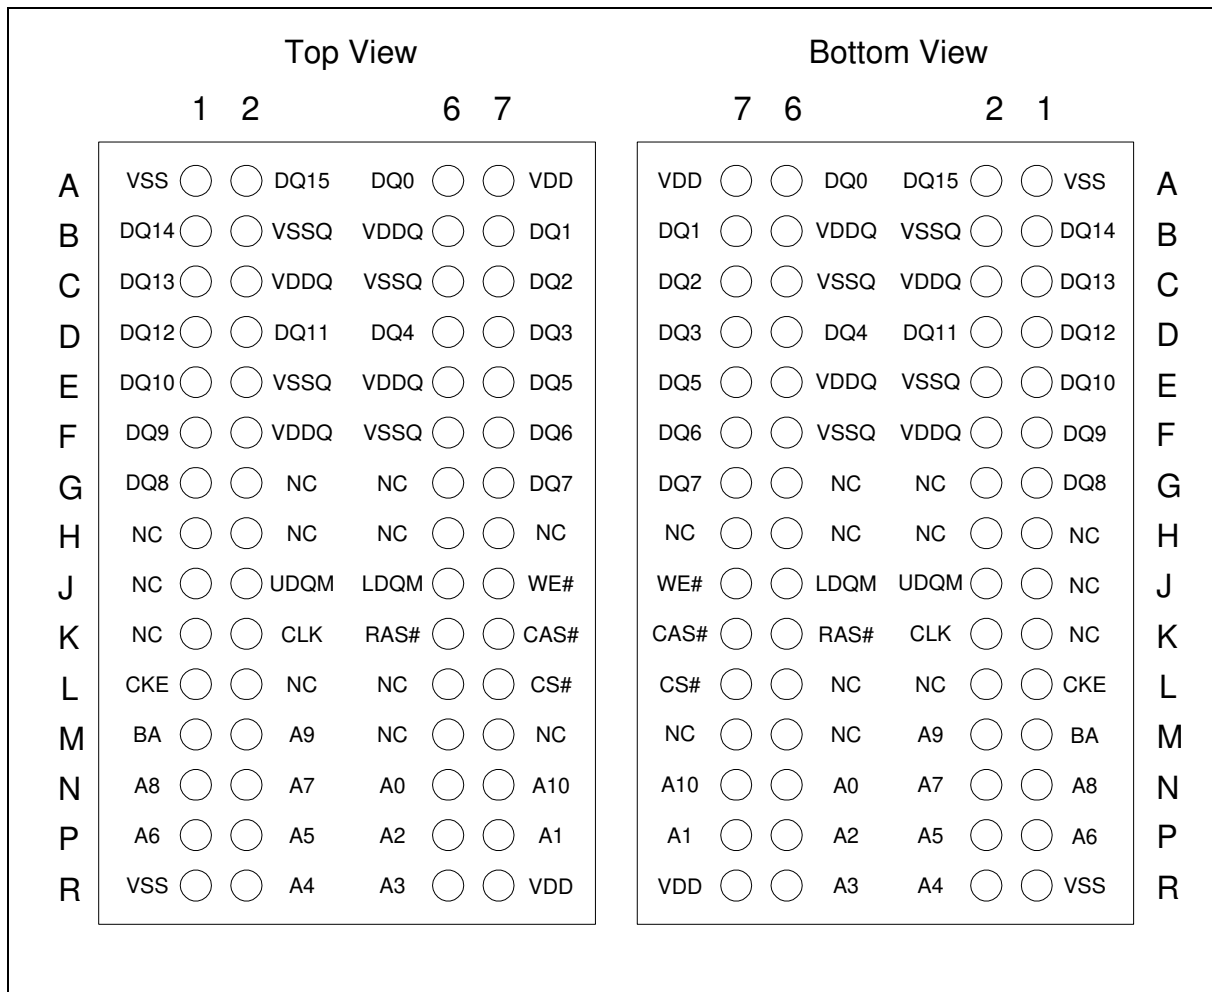 Top View Bottom View
1 2 6 7 7 6 2 1
A VSS DQ15 DQ0 VDD VDD DQ0 DQ15 VSS A
B DQ14 VSSQ VDDQ DQ1 DQ1 VDDQ VSSQ DQ14 B
C DQ13 VDDQ VSSQ DQ2 DQ2 VSSQ VDDQ DQ13 C
D DQ12 DQ11 DQ4 DQ3 DQ3 DQ4 DQ11 DQ12 D
E DQ10 VSSQ VDDQ DQ5 DQ5 VDDQ VSSQ DQ10 E
F DQ9 VDDQ VSSQ DQ6 DQ6 VSSQ VDDQ DQ9 F
G DQ8 NC NC DQ7 DQ7 NC NC DQ8 G
H NC NC NC NC NC NC NC NC H
J NC UDQM LDQM WE# WE# LDQM UDQM NC J
K NC CLK RAS# CAS# CAS# RAS# CLK NC K
L CKE NC NC CS# CS# NC NC CKE L
M BA A9 NC NC NC NC A9 BA M
N A8 A7 A0 A10 A10 A0 A7 A8 N
P A6 A5 A2 A1 A1 A2 A5 A6 P
R VSS A4 A3 VDD VDD A3 A4 VSS R